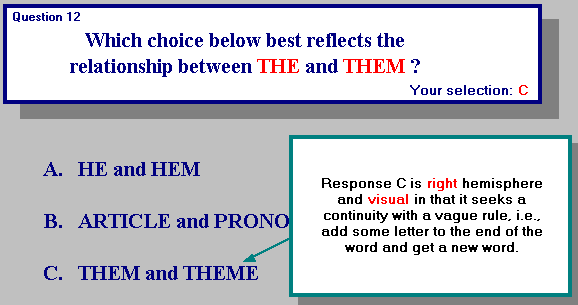 Question 12
Which choice below best reflects the
relationship between THE and THEM ?
Your selection: C
A. HE and HEM
B. ARTICLE and PRONO
C. THEM and THEME
Response C is right hemisphere
and visual in that it seeks a
continuity with a vague rule, i.e.,
add some letter to the end of the
word and get a new word.